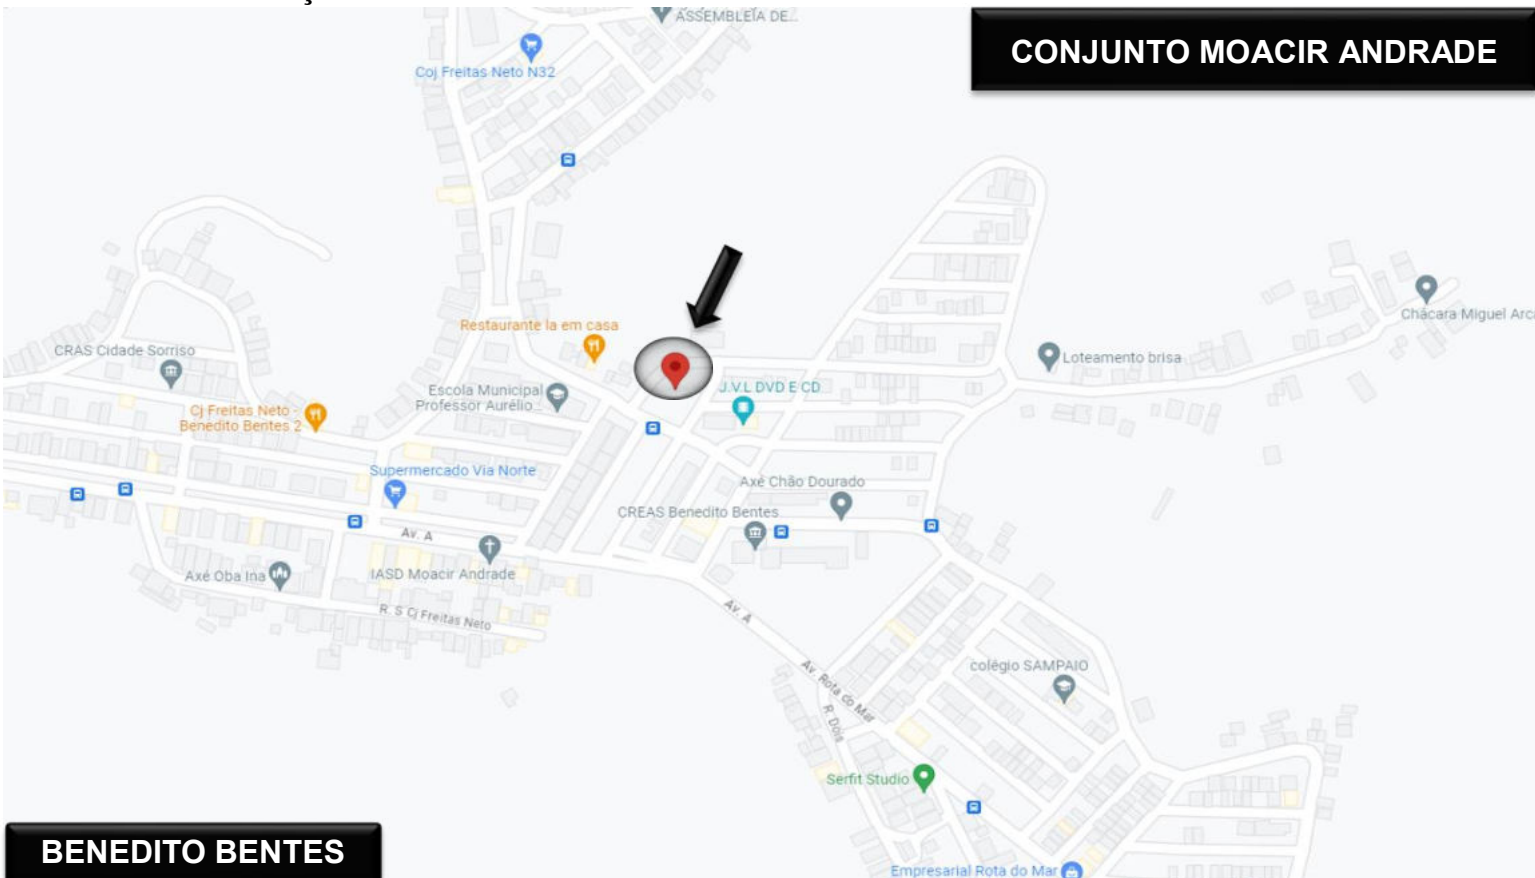 ASSEMBLEIA DE...
CONJUNTO MOACIR ANDRADE
Coj Freitas Neto N32
Restaurante la em casa
Chácara Miguel Arc
CRAS Cidade Sorriso
Loteamento brisa
Escola Municipal
Professor Aurélio...
J.V.L DVD E CD
Cj Freitas Neto -
Benedito Bentes 2
Supermercado Via Norte
Axé Chão Dourado
CREAS Benedito Bentes
Av. A
IASD Moacir Andrade
Axé Oba Ina
R. S Cj Freitas Neto
Av. A
colégio SAMPAIO
Av. Rota do Mar
R. Dois
Serfit Studio
BENEDITO BENTES
Empresarial Rota do Mar